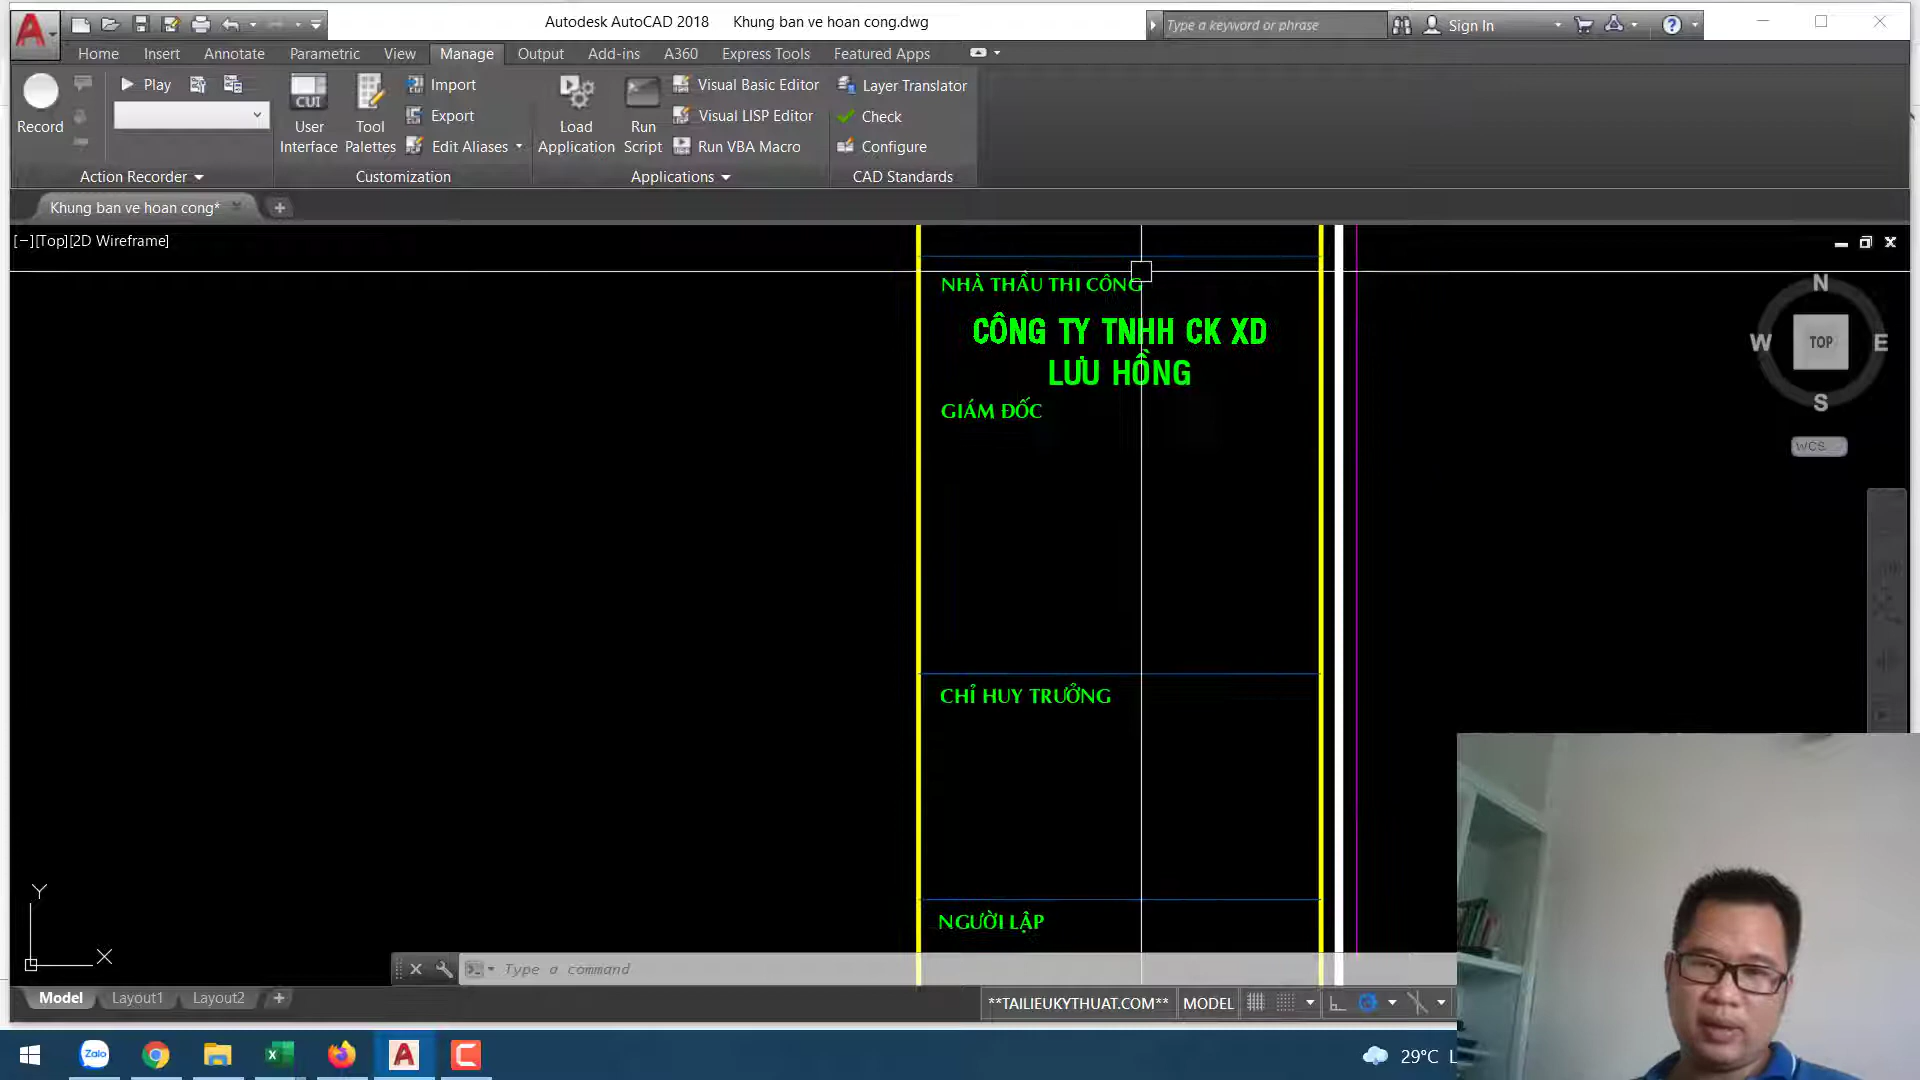 Autodesk AutoCAD 2018 Khung ban ve hoan cong.dwg
Type a keyword or phrase
Sign In
Home Insert Annotate Parametric View Manage Output Add-ins A360 Express Tools Featured Apps
Record
Play
CUI
User Interface
Tool Palettes
Import
Export
Edit Aliases
Load Application
Run Script
Visual Basic Editor
Visual LISP Editor
Run VBA Macro
Layer Translator
Check
Configure
Action Recorder
Customization
Applications
CAD Standards
Khung ban ve hoan cong*
[−][Top][2D Wireframe]
NHÀ THẦU THI CÔNG
CÔNG TY TNHH CK XD
LƯU HỒNG
GIÁM ĐỐC
CHỈ HUY TRƯỞNG
NGƯỜI LẬP
N
W TOP E
S
WCS
Y
X
Type a command
Model Layout1 Layout2
**TAILIEUKYTHUAT.COM** MODEL
Zalo
29°C